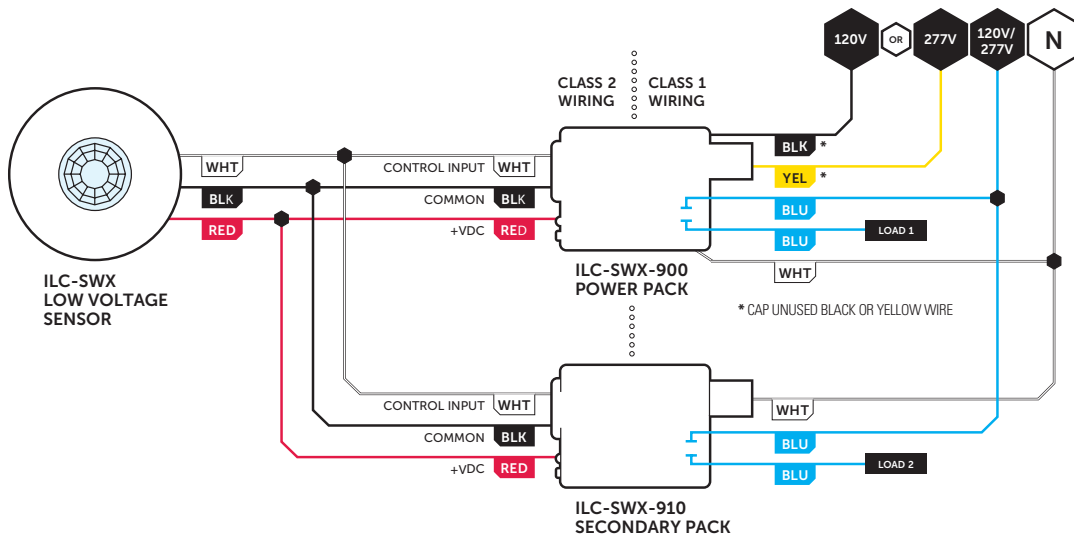 120V
OR
277V
120V/
277V
N
CLASS 2
WIRING
CLASS 1
WIRING
WHT
CONTROL INPUT WHT
BLK *
BLK
COMMON BLK
YEL *
RED
+VDC RED
BLU
BLU
LOAD 1
WHT
ILC-SWX
LOW VOLTAGE
SENSOR
ILC-SWX-900
POWER PACK
* CAP UNUSED BLACK OR YELLOW WIRE
CONTROL INPUT WHT
WHT
COMMON BLK
BLU
+VDC RED
BLU
LOAD 2
ILC-SWX-910
SECONDARY PACK